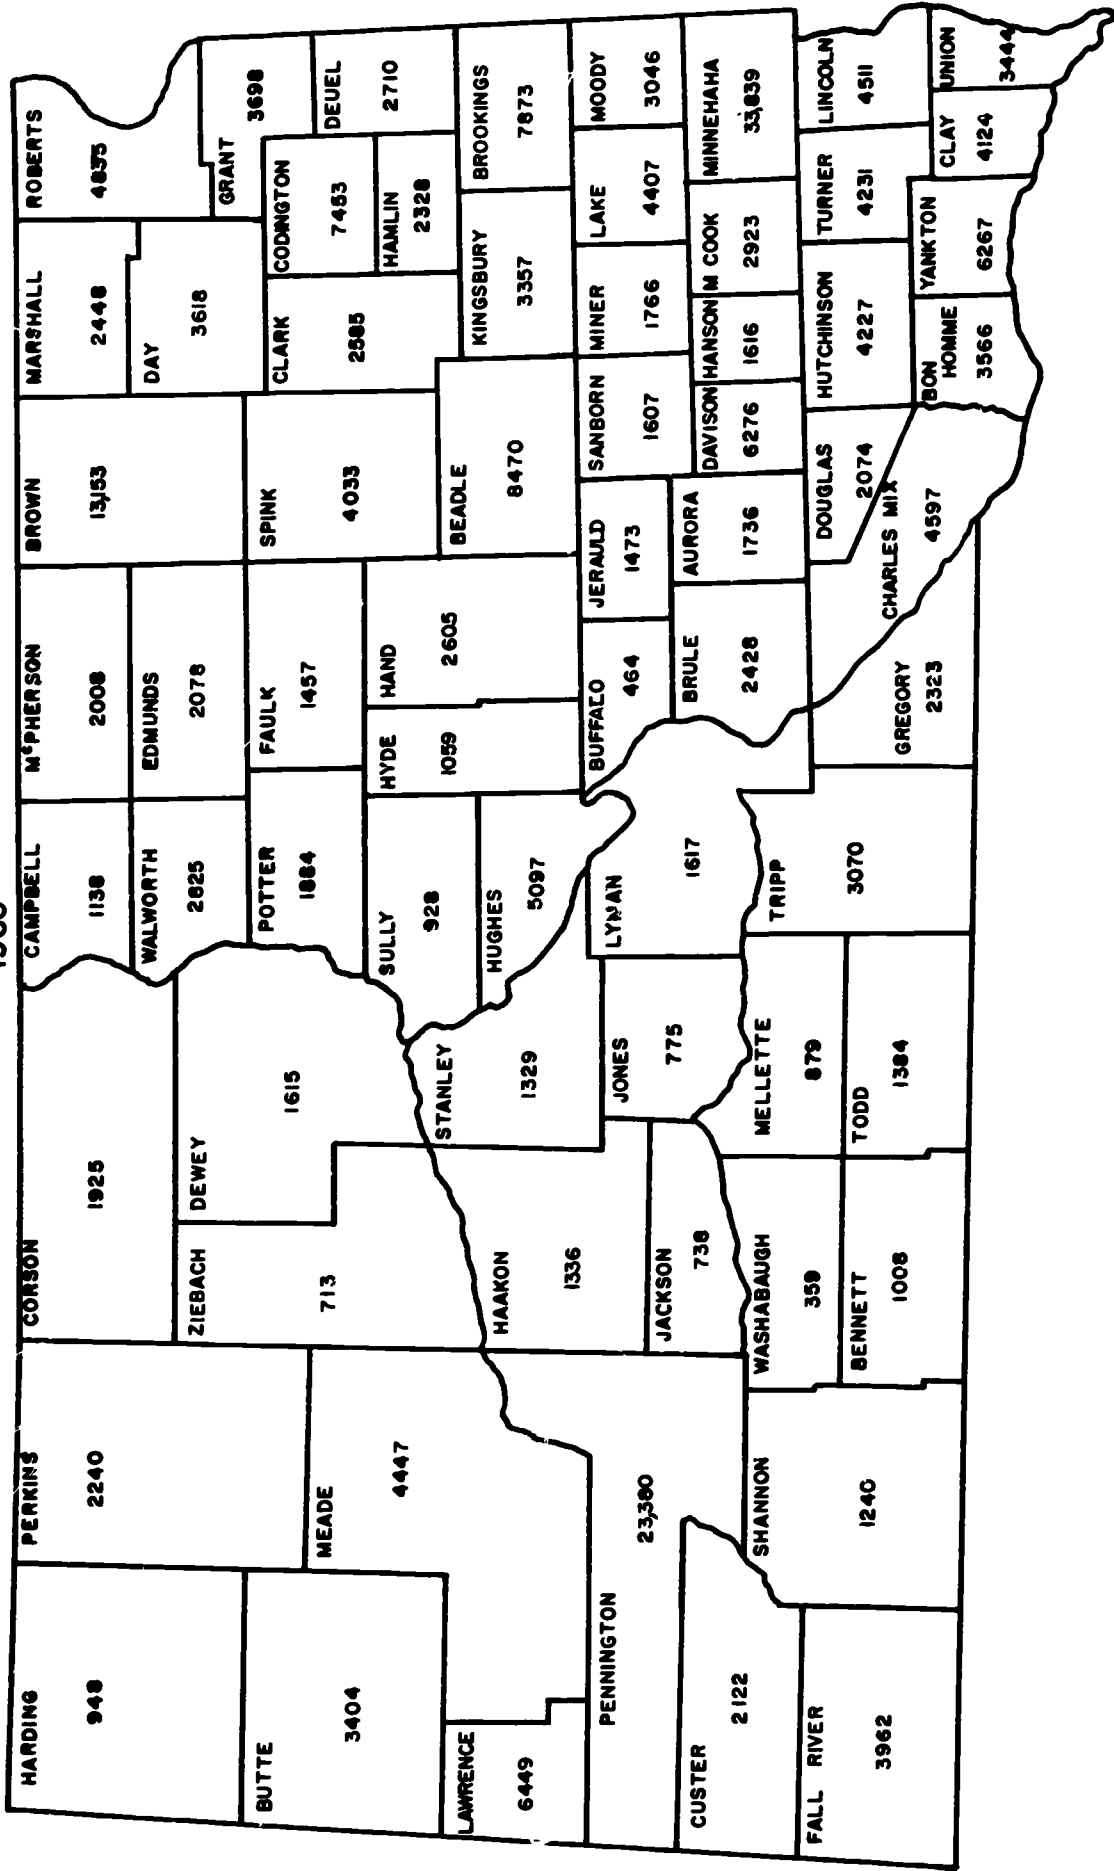 HARDING
948
PERKINS
2240
CORSON
1925
CAMPBELL
1138
McPHERSON
2008
BROWN
13,153
MARSHALL
2448
ROBERTS
4835
BUTTE
3404
MEADE
4447
ZIEBACH
713
DEWEY
1615
WALWORTH
2825
EDMUNDS
2078
DAY
3618
GRANT
3698
POTTER
1884
FAULK
1457
SPINK
4033
CLARK
2585
CODINGTON
7453
DEUEL
2710
HAMLIN
2328
LAWRENCE
6449
HAAKON
1336
STANLEY
1329
SULLY
928
HUGHES
5097
HYDE
1059
HAND
2605
BEADLE
8470
KINGSBURY
3357
BROOKINGS
7873
PENNINGTON
23,380
JACKSON
738
JONES
775
LYMAN
1617
BUFFALO
464
JERAULD
1473
SANBORN
1607
MINER
1766
LAKE
4407
MOODY
3046
BRULE
2428
AURORA
1736
DAVISON
6276
HANSON
1616
M COOK
2923
MINNEHAHA
33,839
CUSTER
2122
SHANNON
1240
WASHABAUGH
359
MELLETTE
879
TRIPP
3070
GREGORY
2323
CHARLES MIX
4597
DOUGLAS
2074
HUTCHINSON
4227
TURNER
4231
LINCOLN
4511
FALL RIVER
3962
BENNETT
1008
TODD
1384
BON
HOMME
3566
YANKTON
6267
CLAY
4124
UNION
3444